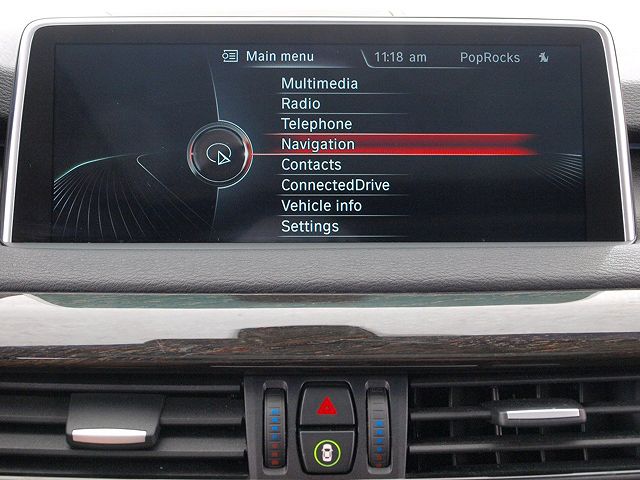 Main menu 11:18 am PopRocks
Multimedia
Radio
Telephone
Navigation
Contacts
ConnectedDrive
Vehicle info
Settings